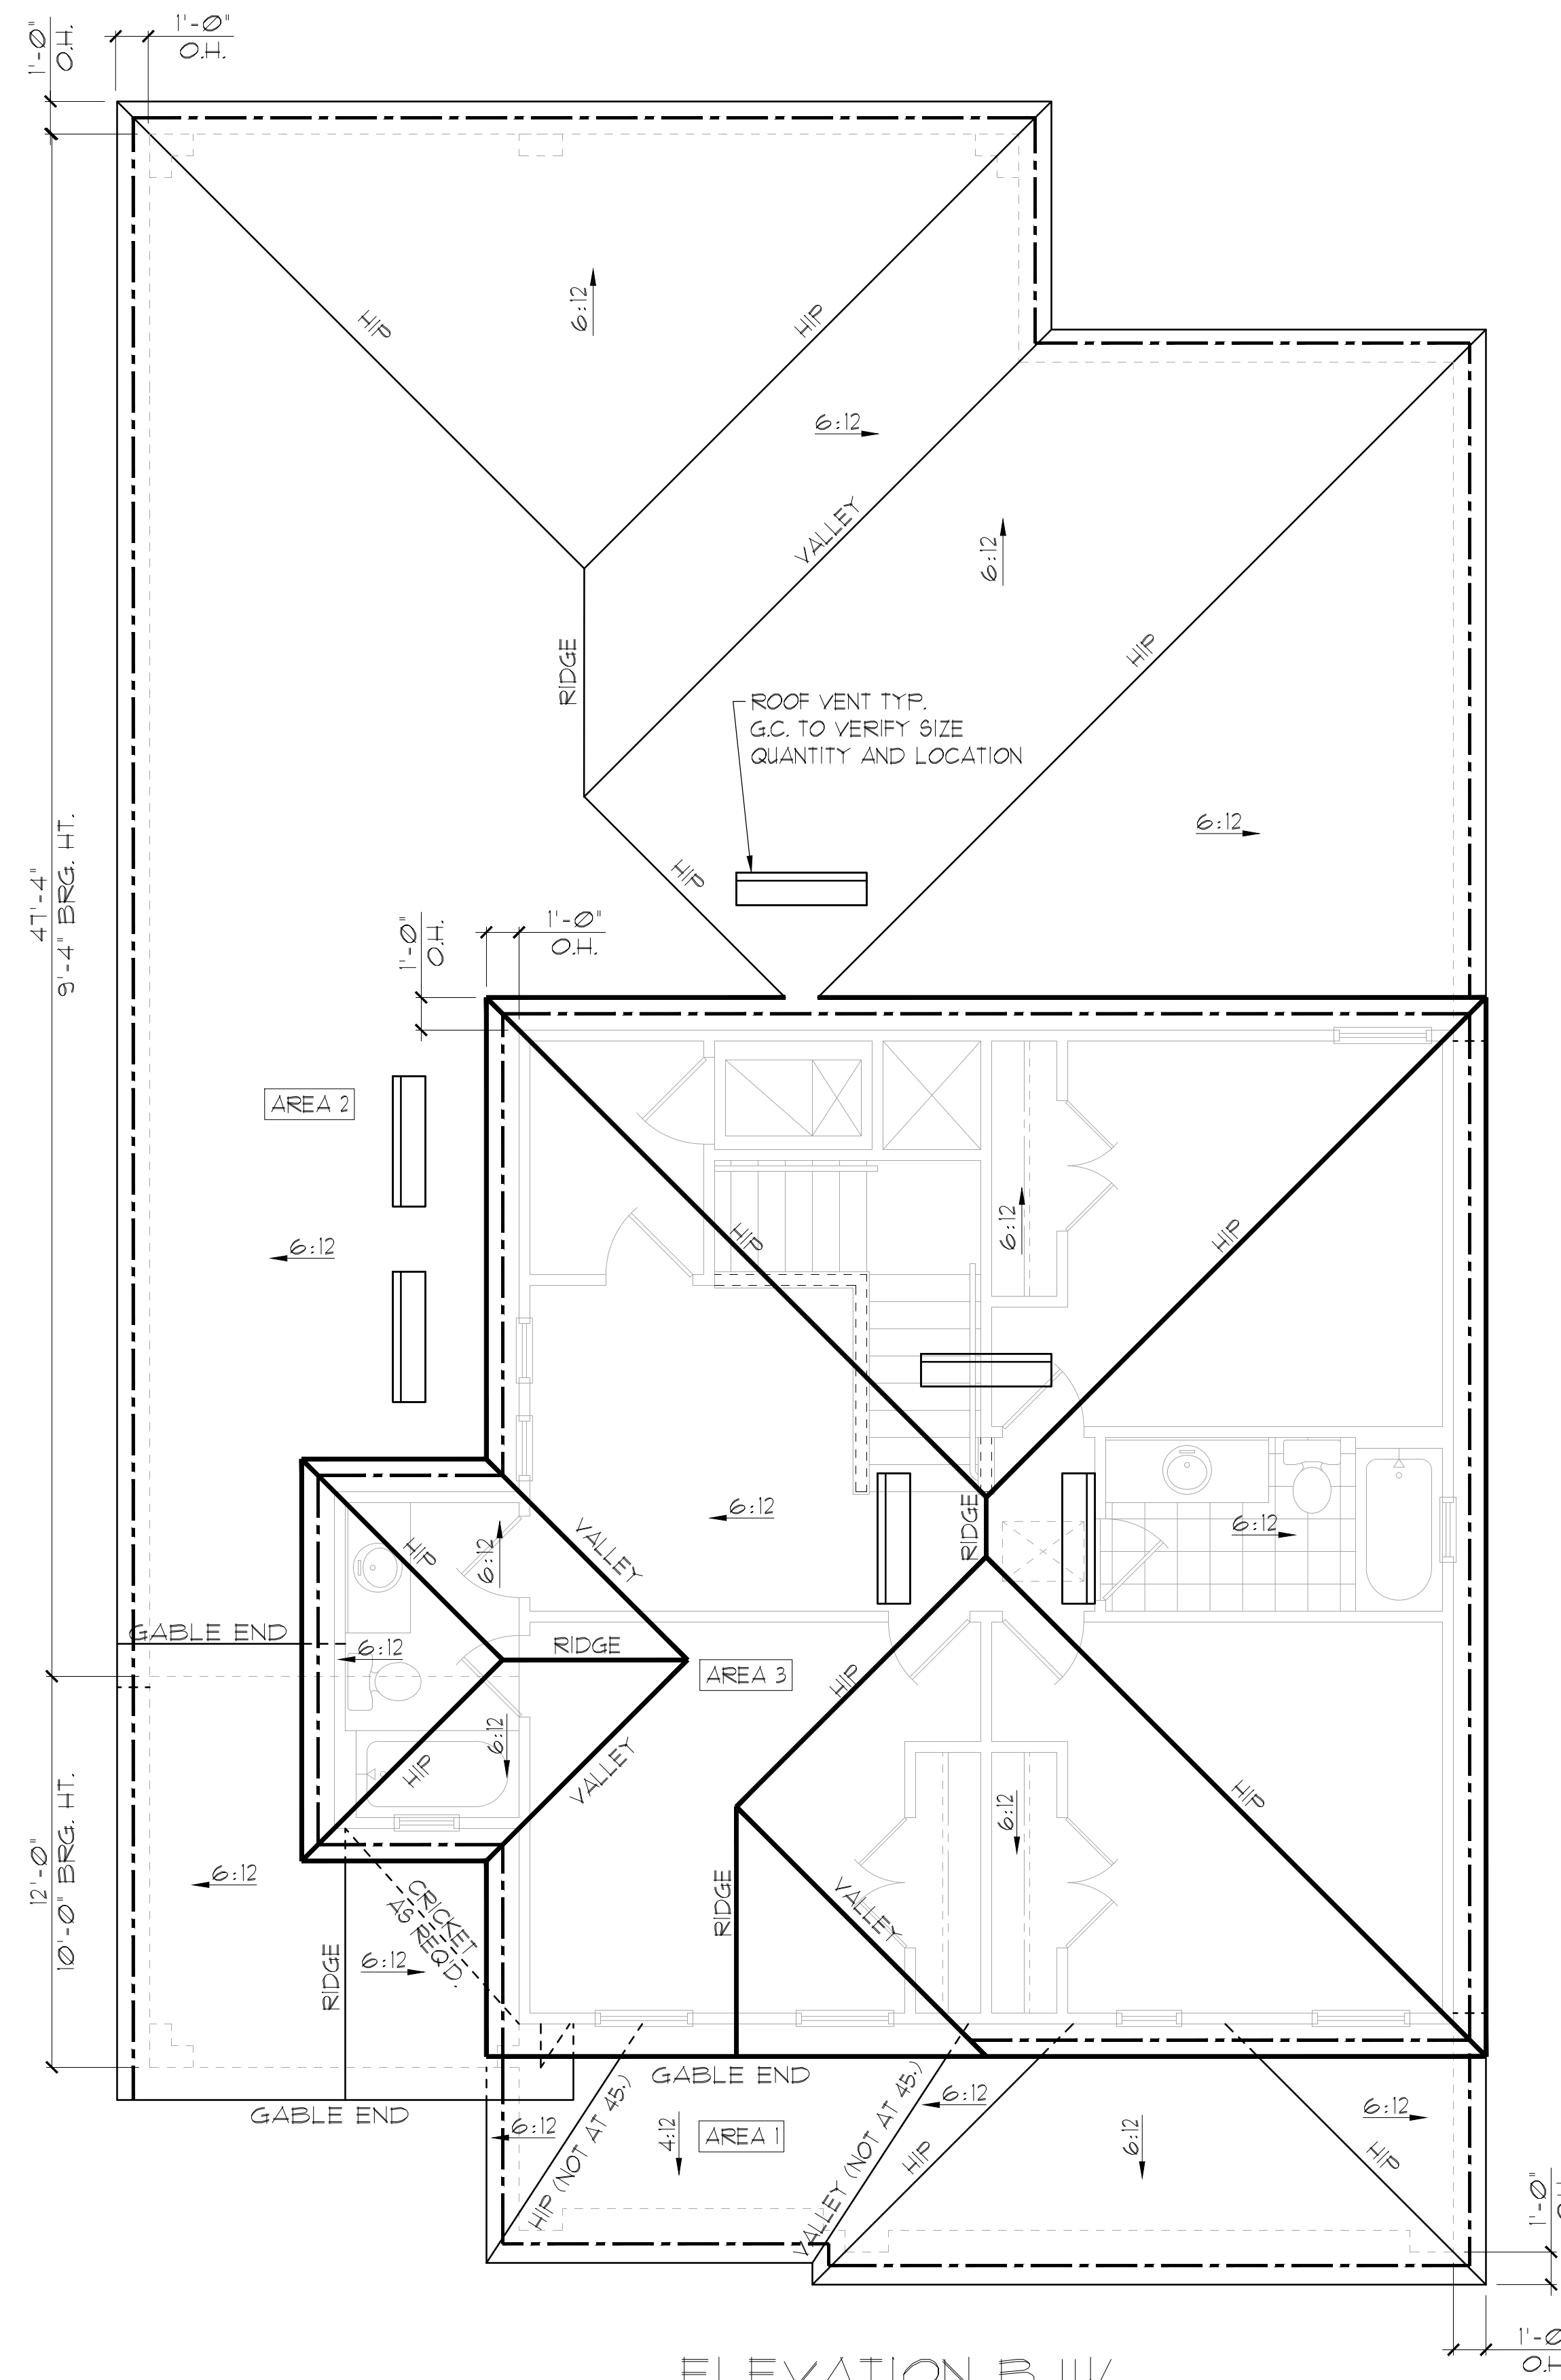 1'-0"
O.H.
1'-0"
O.H.
HIP
6:12
HIP
6:12
VALLEY
6:12
HIP
RIDGE
ROOF VENT TYP.
G.C. TO VERIFY SIZE
QUANTITY AND LOCATION
6:12
HIP
47'-4"
9'-4" BRG. HT.
1'-0"
O.H.
1'-0"
O.H.
AREA 2
6:12
HIP
6:12
HIP
6:12
RIDGE
6:12
VALLEY
HIP
6:12
GABLE END
6:12
RIDGE
AREA 3
HIP
6:12
HIP
VALLEY
HIP
6:12
12'-0"
10'-0" BRG. HT.
6:12
CRICKET
AS REQ'D.
RIDGE
6:12
RIDGE
VALLEY
GABLE END
GABLE END
6:12
HIP (NOT AT 45.)
4:12
AREA 1
VALLEY (NOT AT 45.)
6:12
HIP
6:12
6:12
HIP
1'-0"
1'-0
O.H
ELEVATION B